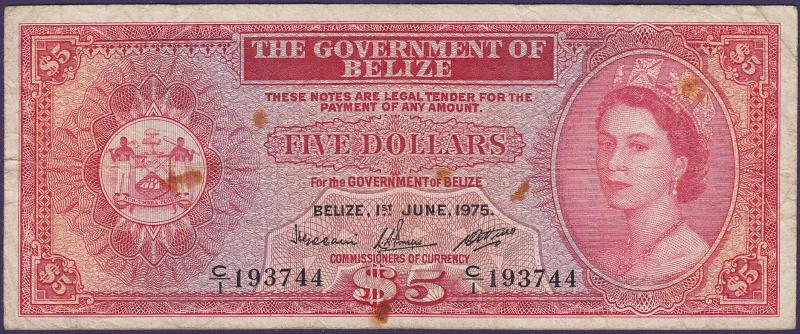 $5
$5
THE GOVERNMENT OF
BELIZE
THESE NOTES ARE LEGAL TENDER FOR THE
PAYMENT OF ANY AMOUNT.
FIVE DOLLARS
For the GOVERNMENT of BELIZE
BELIZE, 1ST JUNE, 1975.
COMMISSIONERS OF CURRENCY
C/1 193744
C/1 193744
$5
$5
$5